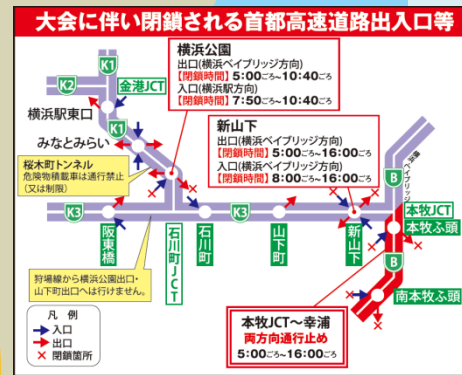 大会に伴い閉鎖される首都高速道路出入口等
K1
K2
金港JCT
横浜駅東口
K1
みなとみらい
横浜公園
出口(横浜ベイブリッジ方向)
【閉鎖時間】5:00ごろ~10:40ごろ
入口(横浜駅方向)
【閉鎖時間】7:50ごろ~10:40ごろ
新山下
出口(横浜ベイブリッジ方向)
【閉鎖時間】5:00ごろ~16:00ごろ
入口(横浜ベイブリッジ方向)
【閉鎖時間】8:00ごろ~16:00ごろ
桜木町トンネル
危険物積載車は通行禁止
(又は制限)
横浜ベイブリッジ
B
本牧JCT
本牧ふ頭
K3
K3
阪東橋
石川町JCT
石川町
山下町
新山下
B
南本牧ふ頭
狩場線から横浜公園出口・
山下町出口へは行けません。
本牧JCT~幸浦
両方向通行止め
5:00ごろ~16:00ごろ
凡 例
入口
出口
閉鎖箇所